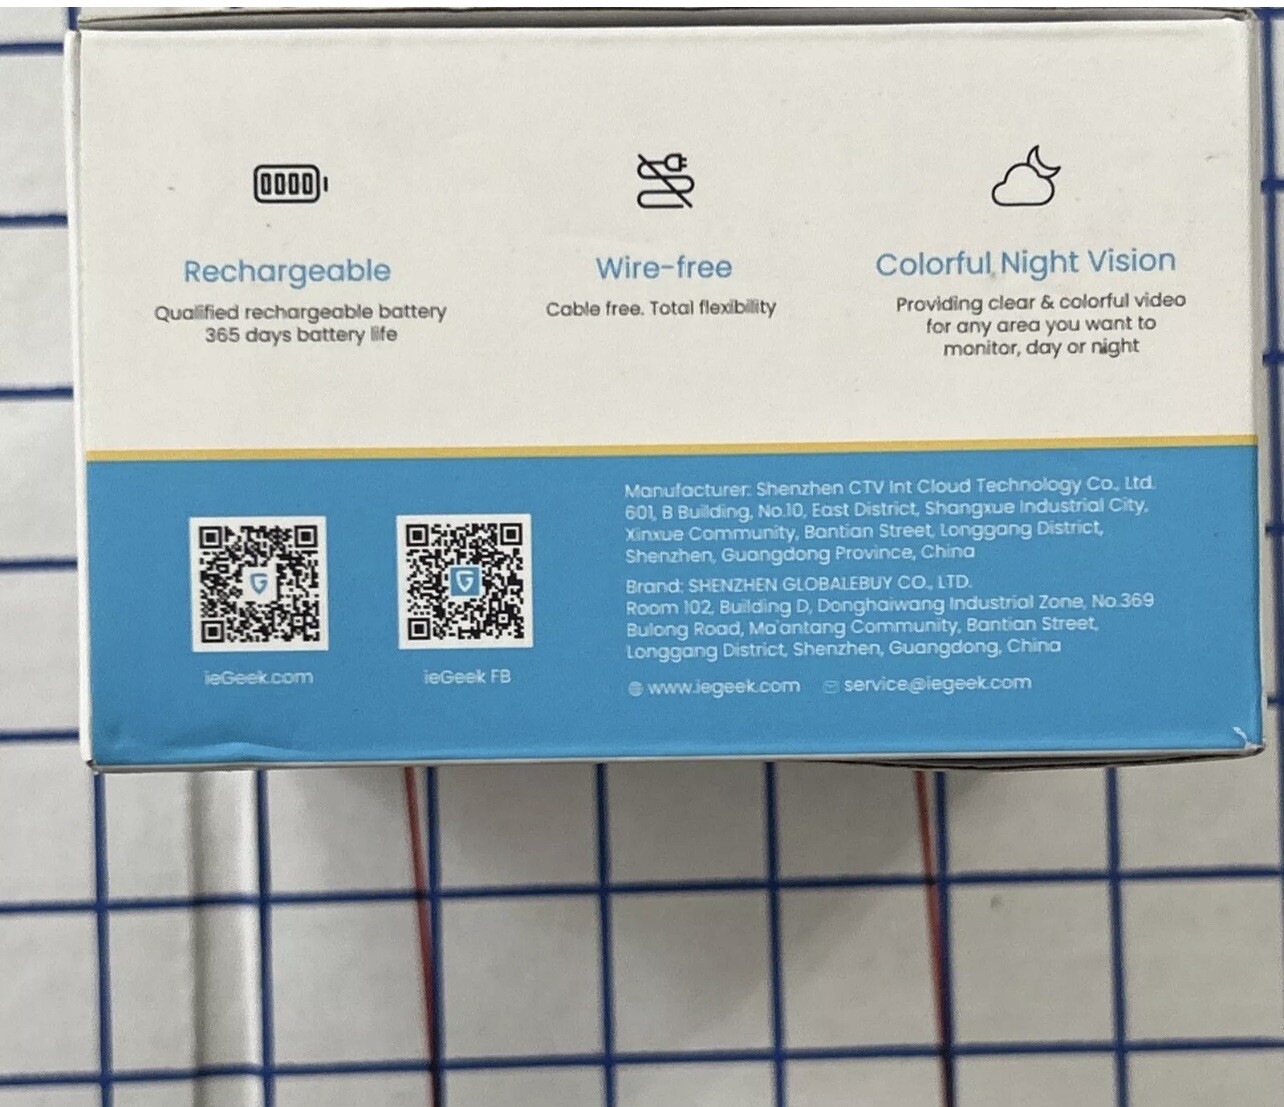 Rechargeable
Qualified rechargeable battery
365 days battery life
Wire-free
Cable free. Total flexibility
Colorful Night Vision
Providing clear & colorful video
for any area you want to
monitor, day or night
ieGeek.com
ieGeek FB
Manufacturer: Shenzhen CTV Int Cloud Technology Co., Ltd.
601, B Building, No.10, East District, Shangxue Industrial City,
Xinxue Community, Bantian Street, Longgang District,
Shenzhen, Guangdong Province, China
Brand: SHENZHEN GLOBALEBUY CO., LTD.
Room 102, Building D, Donghaiwang Industrial Zone, No.369
Bulong Road, Ma'antang Community, Bantian Street,
Longgang District, Shenzhen, Guangdong, China
www.iegeek.com service@iegeek.com